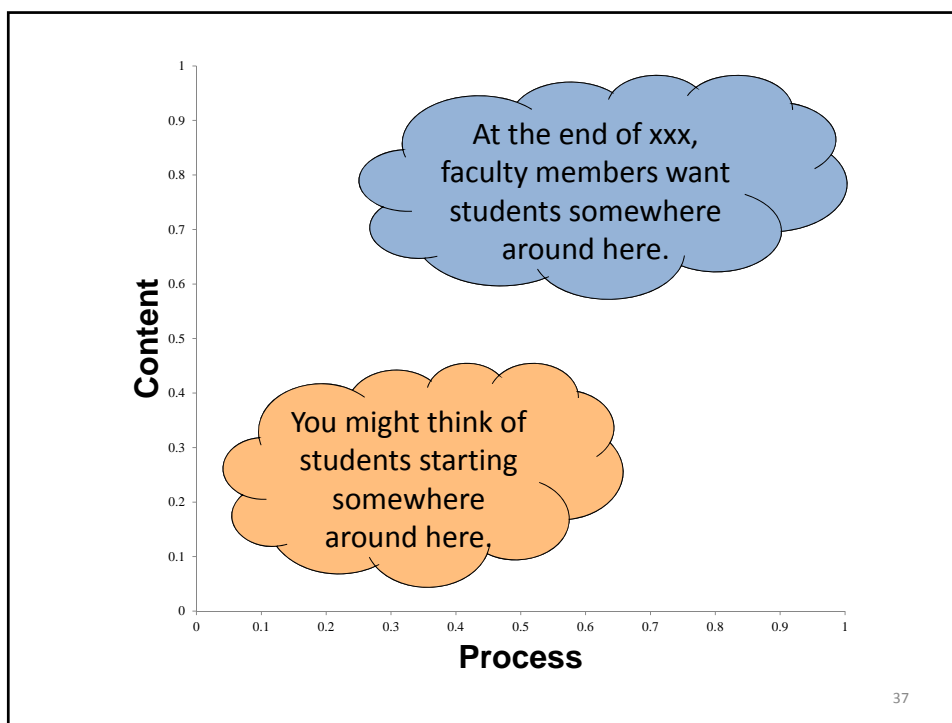 1
0.9
At the end of xxx,
faculty members want
students somewhere
around here.
0.8
0.7
0.6
0.5
Content
0.4
You might think of
students starting
somewhere
around here.
0.3
0.2
0.1
0
0 0.1 0.2 0.3 0.4 0.5 0.6 0.7 0.8 0.9 1
Process
37